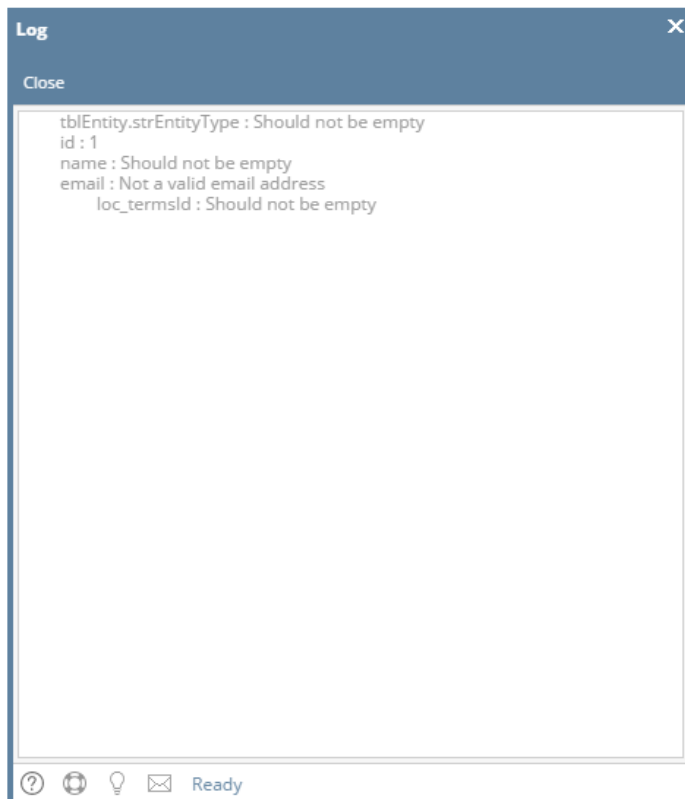 Log
Close
tblEntity.strEntityType : Should not be empty
id : 1
name : Should not be empty
email : Not a valid email address
loc_termsId : Should not be empty
Ready